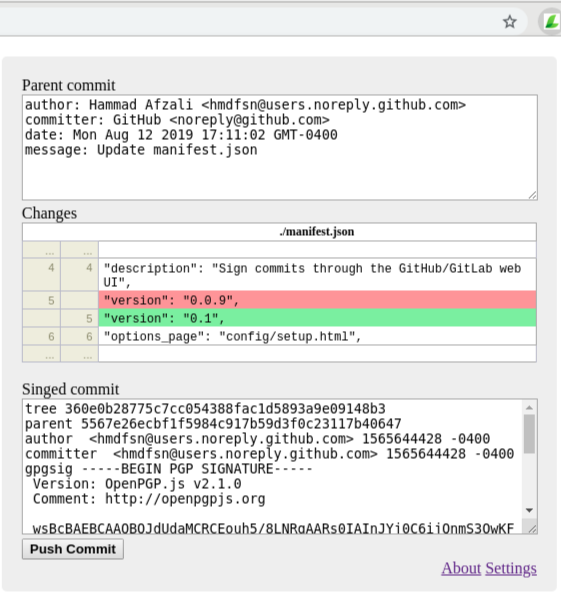 Parent commit
author: Hammad Afzali <hmdfsn@users.noreply.github.com>
committer: GitHub <noreply@github.com>
date: Mon Aug 12 2019 17:11:02 GMT-0400
message: Update manifest.json
Changes
./manifest.json
... ...
4 4 "description": "Sign commits through the GitHub/GitLab web
UI",
5 "version": "0.0.9",
5 "version": "0.1",
6 6 "options_page": "config/setup.html",
... ...
Singed commit
tree 360e0b28775c7cc054388fac1d5893a9e09148b3
parent 5567e26ecbf1f5984c917b59d3f0c23117b40647
author <hmdfsn@users.noreply.github.com> 1565644428 -0400
committer <hmdfsn@users.noreply.github.com> 1565644428 -0400
gpgsig -----BEGIN PGP SIGNATURE-----
Version: OpenPGP.js v2.1.0
Comment: http://openpgpjs.org
Push Commit
About Settings